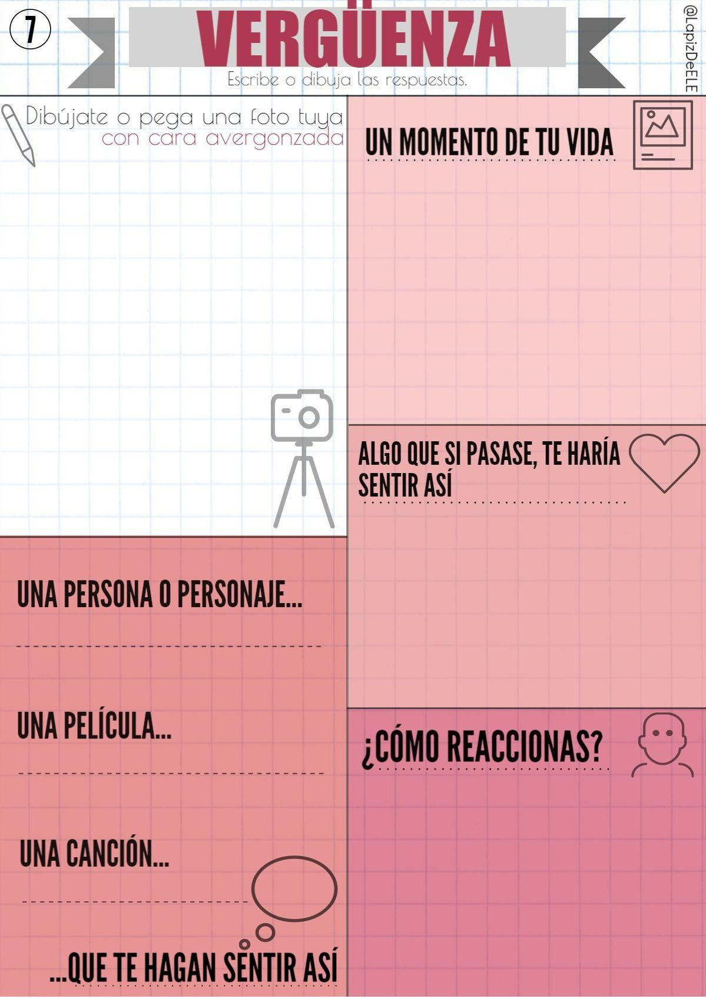 7
VERGÜENZA
Escribe o dibuja las respuestas.
@LapizDeELE
Dibújate o pega una foto tuya
con cara avergonzada
UN MOMENTO DE TU VIDA
ALGO QUE SI PASASE, TE HARÍA
SENTIR ASÍ
UNA PERSONA O PERSONAJE...
UNA PELÍCULA...
UNA CANCIÓN...
...QUE TE HAGAN SENTIR ASÍ
¿CÓMO REACCIONAS?